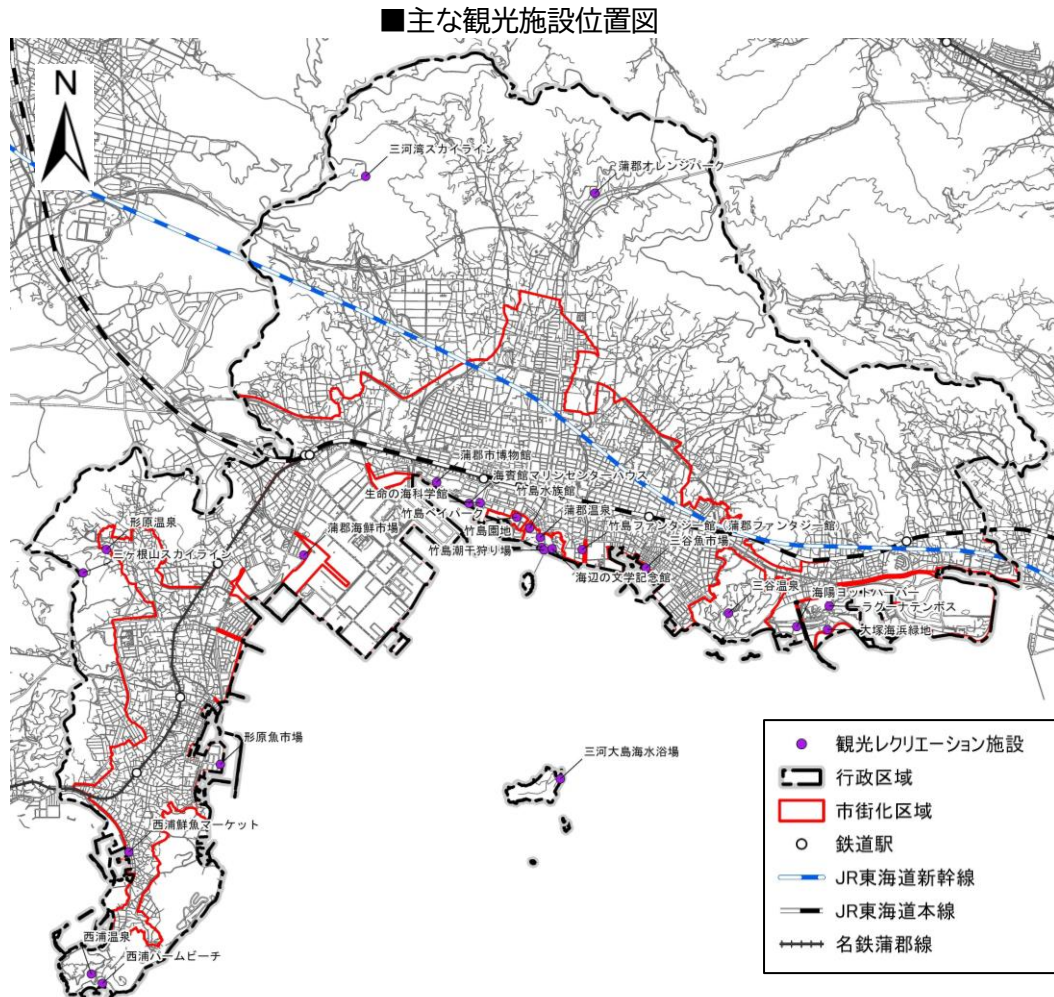 ■主な観光施設位置図
N
三河湾スカイライン
蒲郡オレンジパーク
蒲郡市博物館
海賓館マリンセンターハウス
生命の海科学館
竹島水族館
竹島ベイパーク
蒲郡温泉
形原温泉
蒲郡海鮮市場
竹島園地
竹島ファンタジー館
蒲郡ファンタジー館
三ヶ根山スカイライン
竹島潮干狩り場
三谷魚市場
海辺の文学記念館
三谷温泉
海陽ヨットハーバー
ラグーナテンボス
大塚海浜緑地
形原魚市場
三河大島海水浴場
西浦鮮魚マーケット
西浦温泉
西浦パームビーチ
観光レクリエーション施設
行政区域
市街化区域
鉄道駅
JR東海道新幹線
JR東海道本線
名鉄蒲郡線